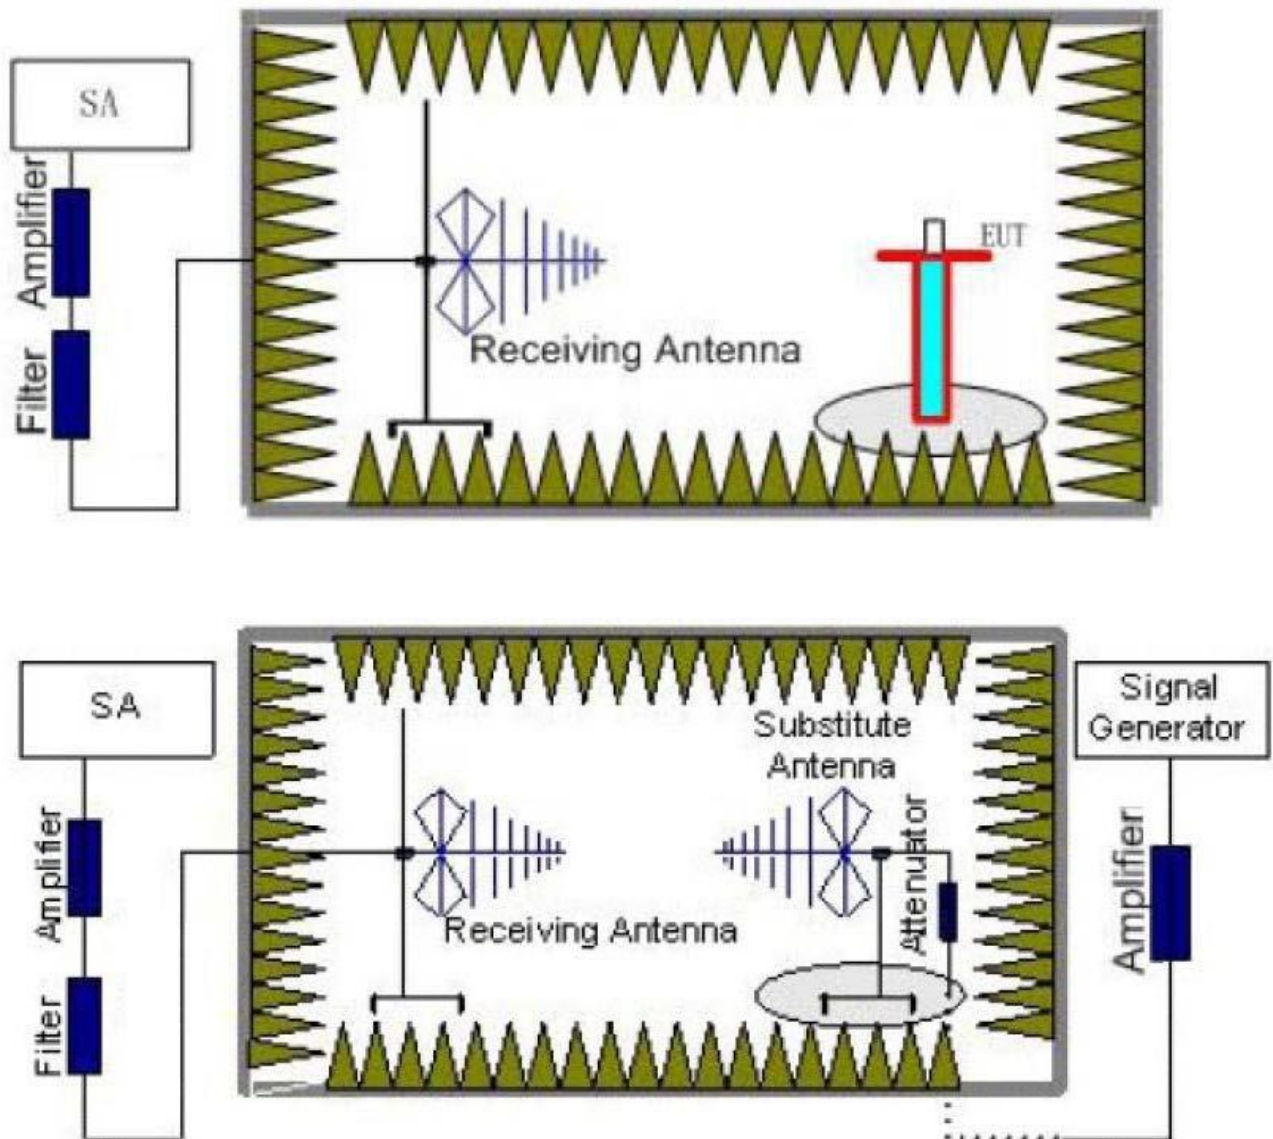 SA
Amplifier
Filter
EUT
Receiving Antenna
SA
Amplifier
Filter
Receiving Antenna
Substitute
Antenna
Attenuator
Signal
Generator
Amplifier